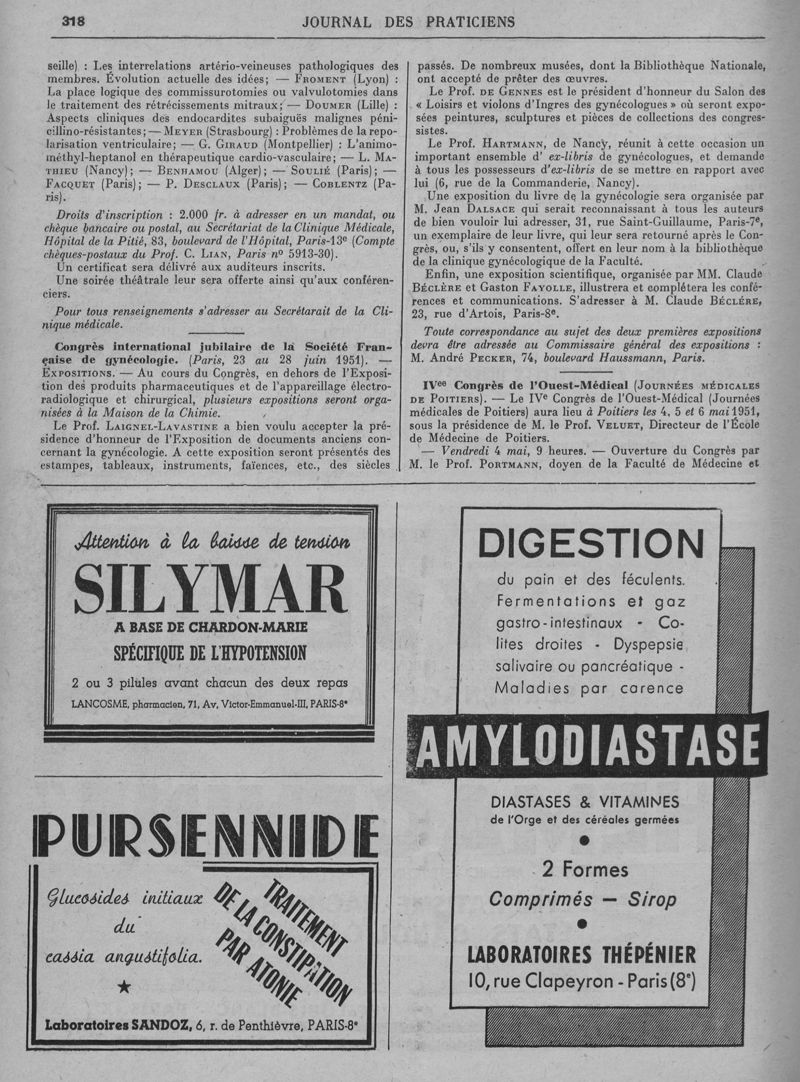 318
JOURNAL DES PRATICIENS
seille) : Les interrelations artério-veineuses pathologiques des
membres. Évolution actuelle des idées; — FROMENT (Lyon) :
La place logique des commissurotomies ou valvulotomies dans
le traitement des rétrécissements mitraux; — DOUMER (Lille) :
Aspects cliniques des endocardites subaiguës malignes péni-
cillino-résistantes; — MEYER (Strasbourg) : Problèmes de la repo-
larisation ventriculaire; — G. GIRAUD (Montpellier) : L'animo-
méthyl-heptanol en thérapeutique cardio-vasculaire; — L. MA-
THIEU (Nancy); — BENHAMOU (Alger); — SOULIÉ (Paris); —
FACQUET (Paris); — P. DESCLAUX (Paris); — COBLENTZ (Pa-
ris).
Droits d'inscription : 2.000 fr. à adresser en un mandat, ou
chèque bancaire ou postal, au Secrétariat de la Clinique Médicale,
Hôpital de la Pitié, 83, boulevard de l'Hôpital, Paris-13e (Compte
chèques-postaux du Prof. C. LIAN, Paris no 5913-30).
Un certificat sera délivré aux auditeurs inscrits.
Une soirée théâtrale leur sera offerte ainsi qu'aux conféren-
ciers.
Pour tous renseignements s'adresser au Secrétarait de la Cli-
nique médicale.
Congrès international jubilaire de la Société Fran-
çaise de gynécologie. (Paris, 23 au 28 juin 1951). —
EXPOSITIONS. — Au cours du Congrès, en dehors de l'Exposi-
tion des produits pharmaceutiques et de l'appareillage électro-
radiologique et chirurgical, plusieurs expositions seront orga-
nisées à la Maison de la Chimie.
Le Prof. LAIGNEL-LAVASTINE a bien voulu accepter la pré-
sidence d'honneur de l'Exposition de documents anciens con-
cernant la gynécologie. A cette exposition seront présentés des
estampes, tableaux, instruments, faïences, etc., des siècles
passés. De nombreux musées, dont la Bibliothèque Nationale,
ont accepté de prêter des œuvres.
Le Prof. DE GENNES est le président d'honneur du Salon des
« Loisirs et violons d'Ingres des gynécologues » où seront expo-
sées peintures, sculptures et pièces de collections des congres-
sistes.
Le Prof. HARTMANN, de Nancy, réunit à cette occasion un
important ensemble d' ex-libris de gynécologues, et demande
à tous les possesseurs d'ex-libris de se mettre en rapport avec
lui (6, rue de la Commanderie, Nancy).
Une exposition du livre de la gynécologie sera organisée par
M. Jean DALSACE qui serait reconnaissant à tous les auteurs
de bien vouloir lui adresser, 31, rue Saint-Guillaume, Paris-7e,
un exemplaire de leur livre, qui leur sera retourné après le Con-
grès, ou, s'ils y consentent, offert en leur nom à la bibliothèque
de la clinique gynécologique de la Faculté.
Enfin, une exposition scientifique, organisée par MM. Claude
BÉCLÈRE et Gaston FAYOLLE, illustrera et complétera les confé-
rences et communications. S'adresser à M. Claude BÉCLÉRE,
23, rue d'Artois, Paris-8e.
Toute correspondance au sujet des deux premières expositions
devra être adressée au Commissaire général des expositions :
M. André PECKER, 74, boulevard Haussmann, Paris.
IVee Congrès de l'Ouest-Médical (JOURNÉES MÉDICALES
DE POITIERS). — Le IVe Congrès de l'Ouest-Médical (Journées
médicales de Poitiers) aura lieu à Poitiers les 4, 5 et 6 mai 1951,
sous la présidence de M. le Prof. VELUET, Directeur de l'École
de Médecine de Poitiers.
— Vendredi 4 mai, 9 heures. — Ouverture du Congrès par
M. le Prof. PORTMANN, doyen de la Faculté de Médecine et
Attention à la baisse de tension
SILYMAR
A BASE DE CHARDON-MARIE
SPÉCIFIQUE DE L'HYPOTENSION
2 ou 3 pilules avant chacun des deux repas
LANCOSME, pharmacien, 71, Av. Victor-Emmanuel-III, PARIS-8e
PURSENNIDE
Glucosides initiaux
du
cassia angustifolia.
TRAITEMENT
DE LA CONSTIPATION
PAR ATONIE
Laboratoires SANDOZ, 6, r. de Penthièvre, PARIS-8e
DIGESTION
du pain et des féculents.
Fermentations et gaz
gastro-intestinaux - Co-
lites droites - Dyspepsie
salivaire ou pancréatique -
Maladies par carence
AMYLODIASTASE
DIASTASES & VITAMINES
de l'Orge et des céréales germées
2 Formes
Comprimés — Sirop
LABORATOIRES THÉPÉNIER
10, rue Clapeyron - Paris (8e)